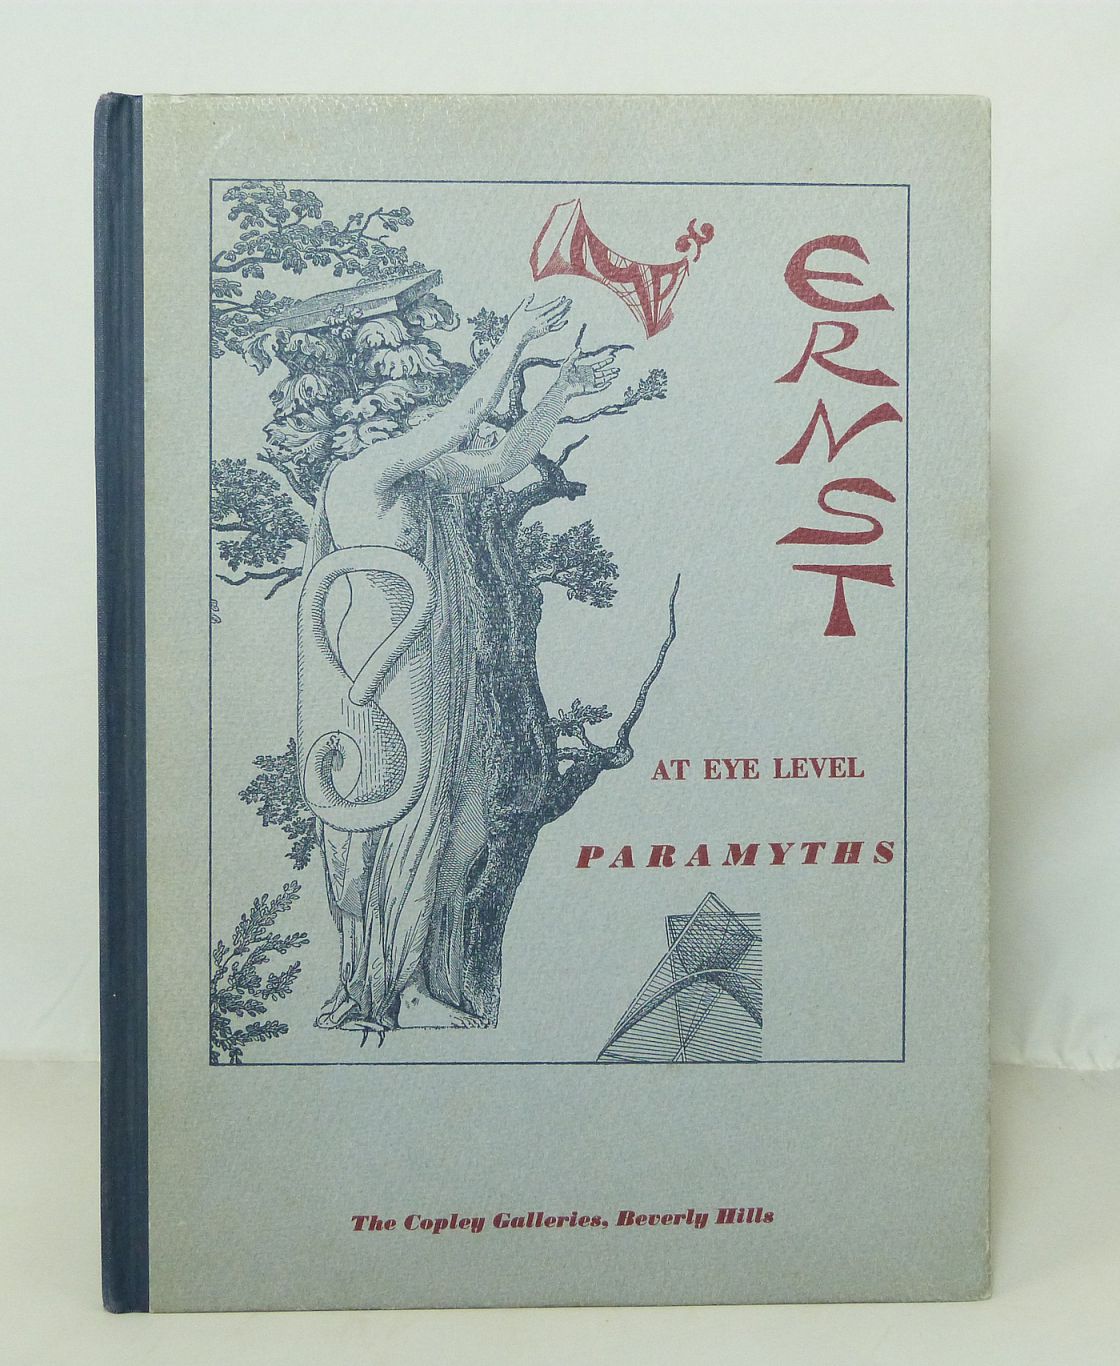 ERNST
AT EYE LEVEL
PARAMYTHS
The Copley Galleries, Beverly Hills